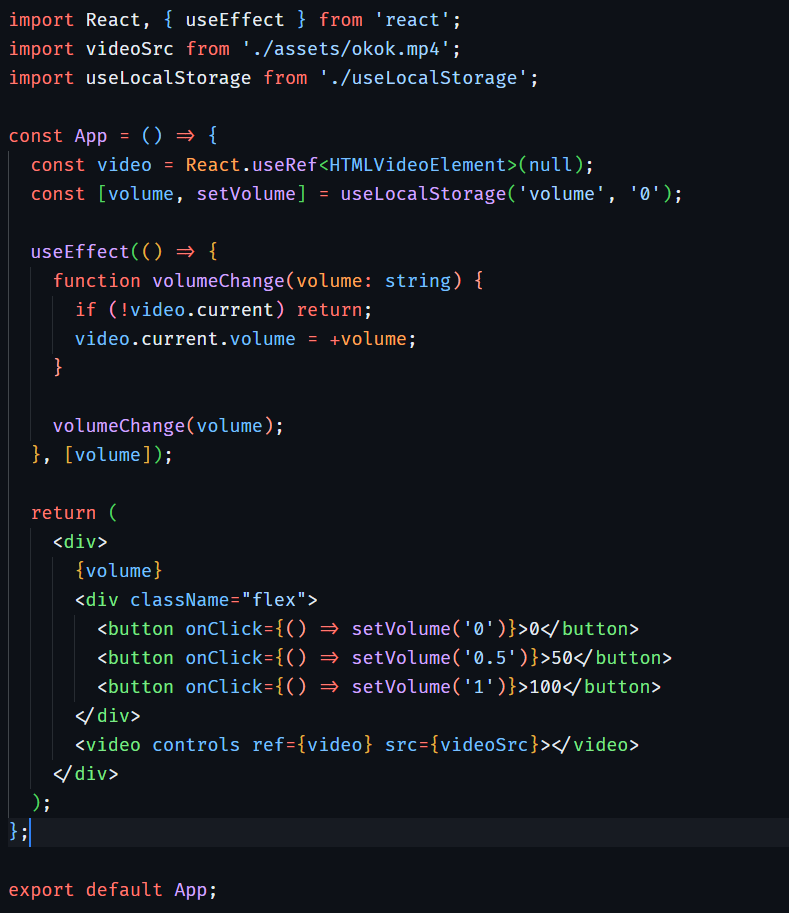 import React, { useEffect } from 'react';
import videoSrc from './assets/okok.mp4';
import useLocalStorage from './useLocalStorage';

const App = () => {
  const video = React.useRef<HTMLVideoElement>(null);
  const [volume, setVolume] = useLocalStorage('volume', '0');

  useEffect(() => {
    function volumeChange(volume: string) {
      if (!video.current) return;
      video.current.volume = +volume;
    }

    volumeChange(volume);
  }, [volume]);

  return (
    <div>
      {volume}
      <div className="flex">
        <button onClick={() => setVolume('0')}>0</button>
        <button onClick={() => setVolume('0.5')}>50</button>
        <button onClick={() => setVolume('1')}>100</button>
      </div>
      <video controls ref={video} src={videoSrc}></video>
    </div>
  );
};

export default App;